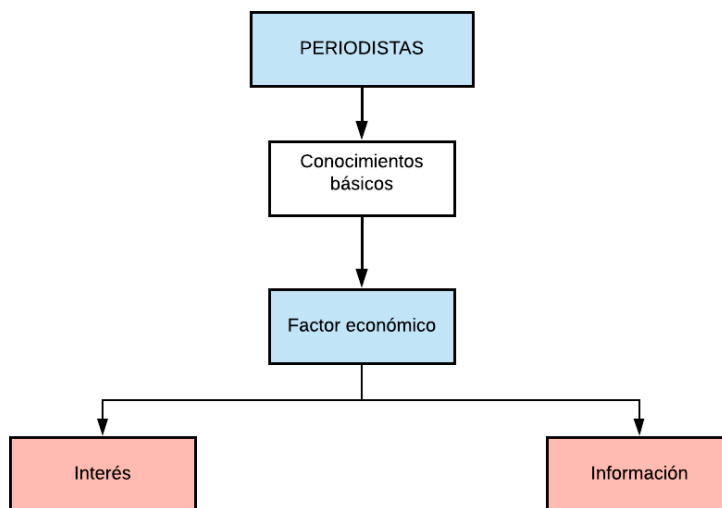 PERIODISTAS
Conocimientos
básicos
Factor económico
Interés
Información